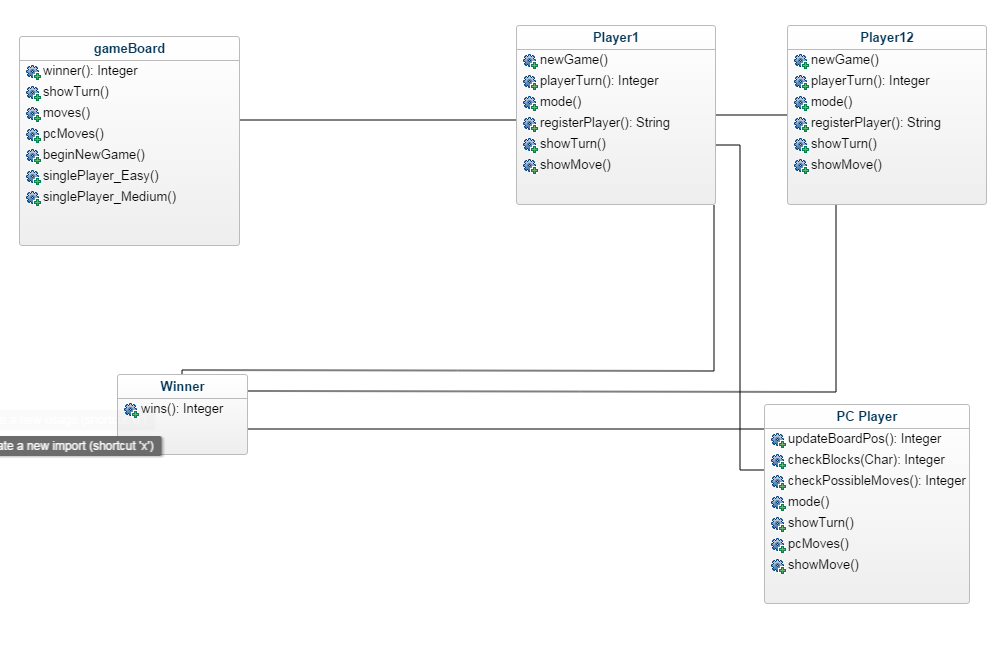 gameBoard
winner(): Integer
showTurn()
moves()
pcMoves()
beginNewGame()
singlePlayer_Easy()
singlePlayer_Medium()
Player1
newGame()
playerTurn(): Integer
mode()
registerPlayer(): String
showTurn()
showMove()
Player12
newGame()
playerTurn(): Integer
mode()
registerPlayer(): String
showTurn()
showMove()
Winner
wins(): Integer
ate a new import (shortcut 'x')
PC Player
updateBoardPos(): Integer
checkBlocks(Char): Integer
checkPossibleMoves(): Integer
mode()
showTurn()
pcMoves()
showMove()